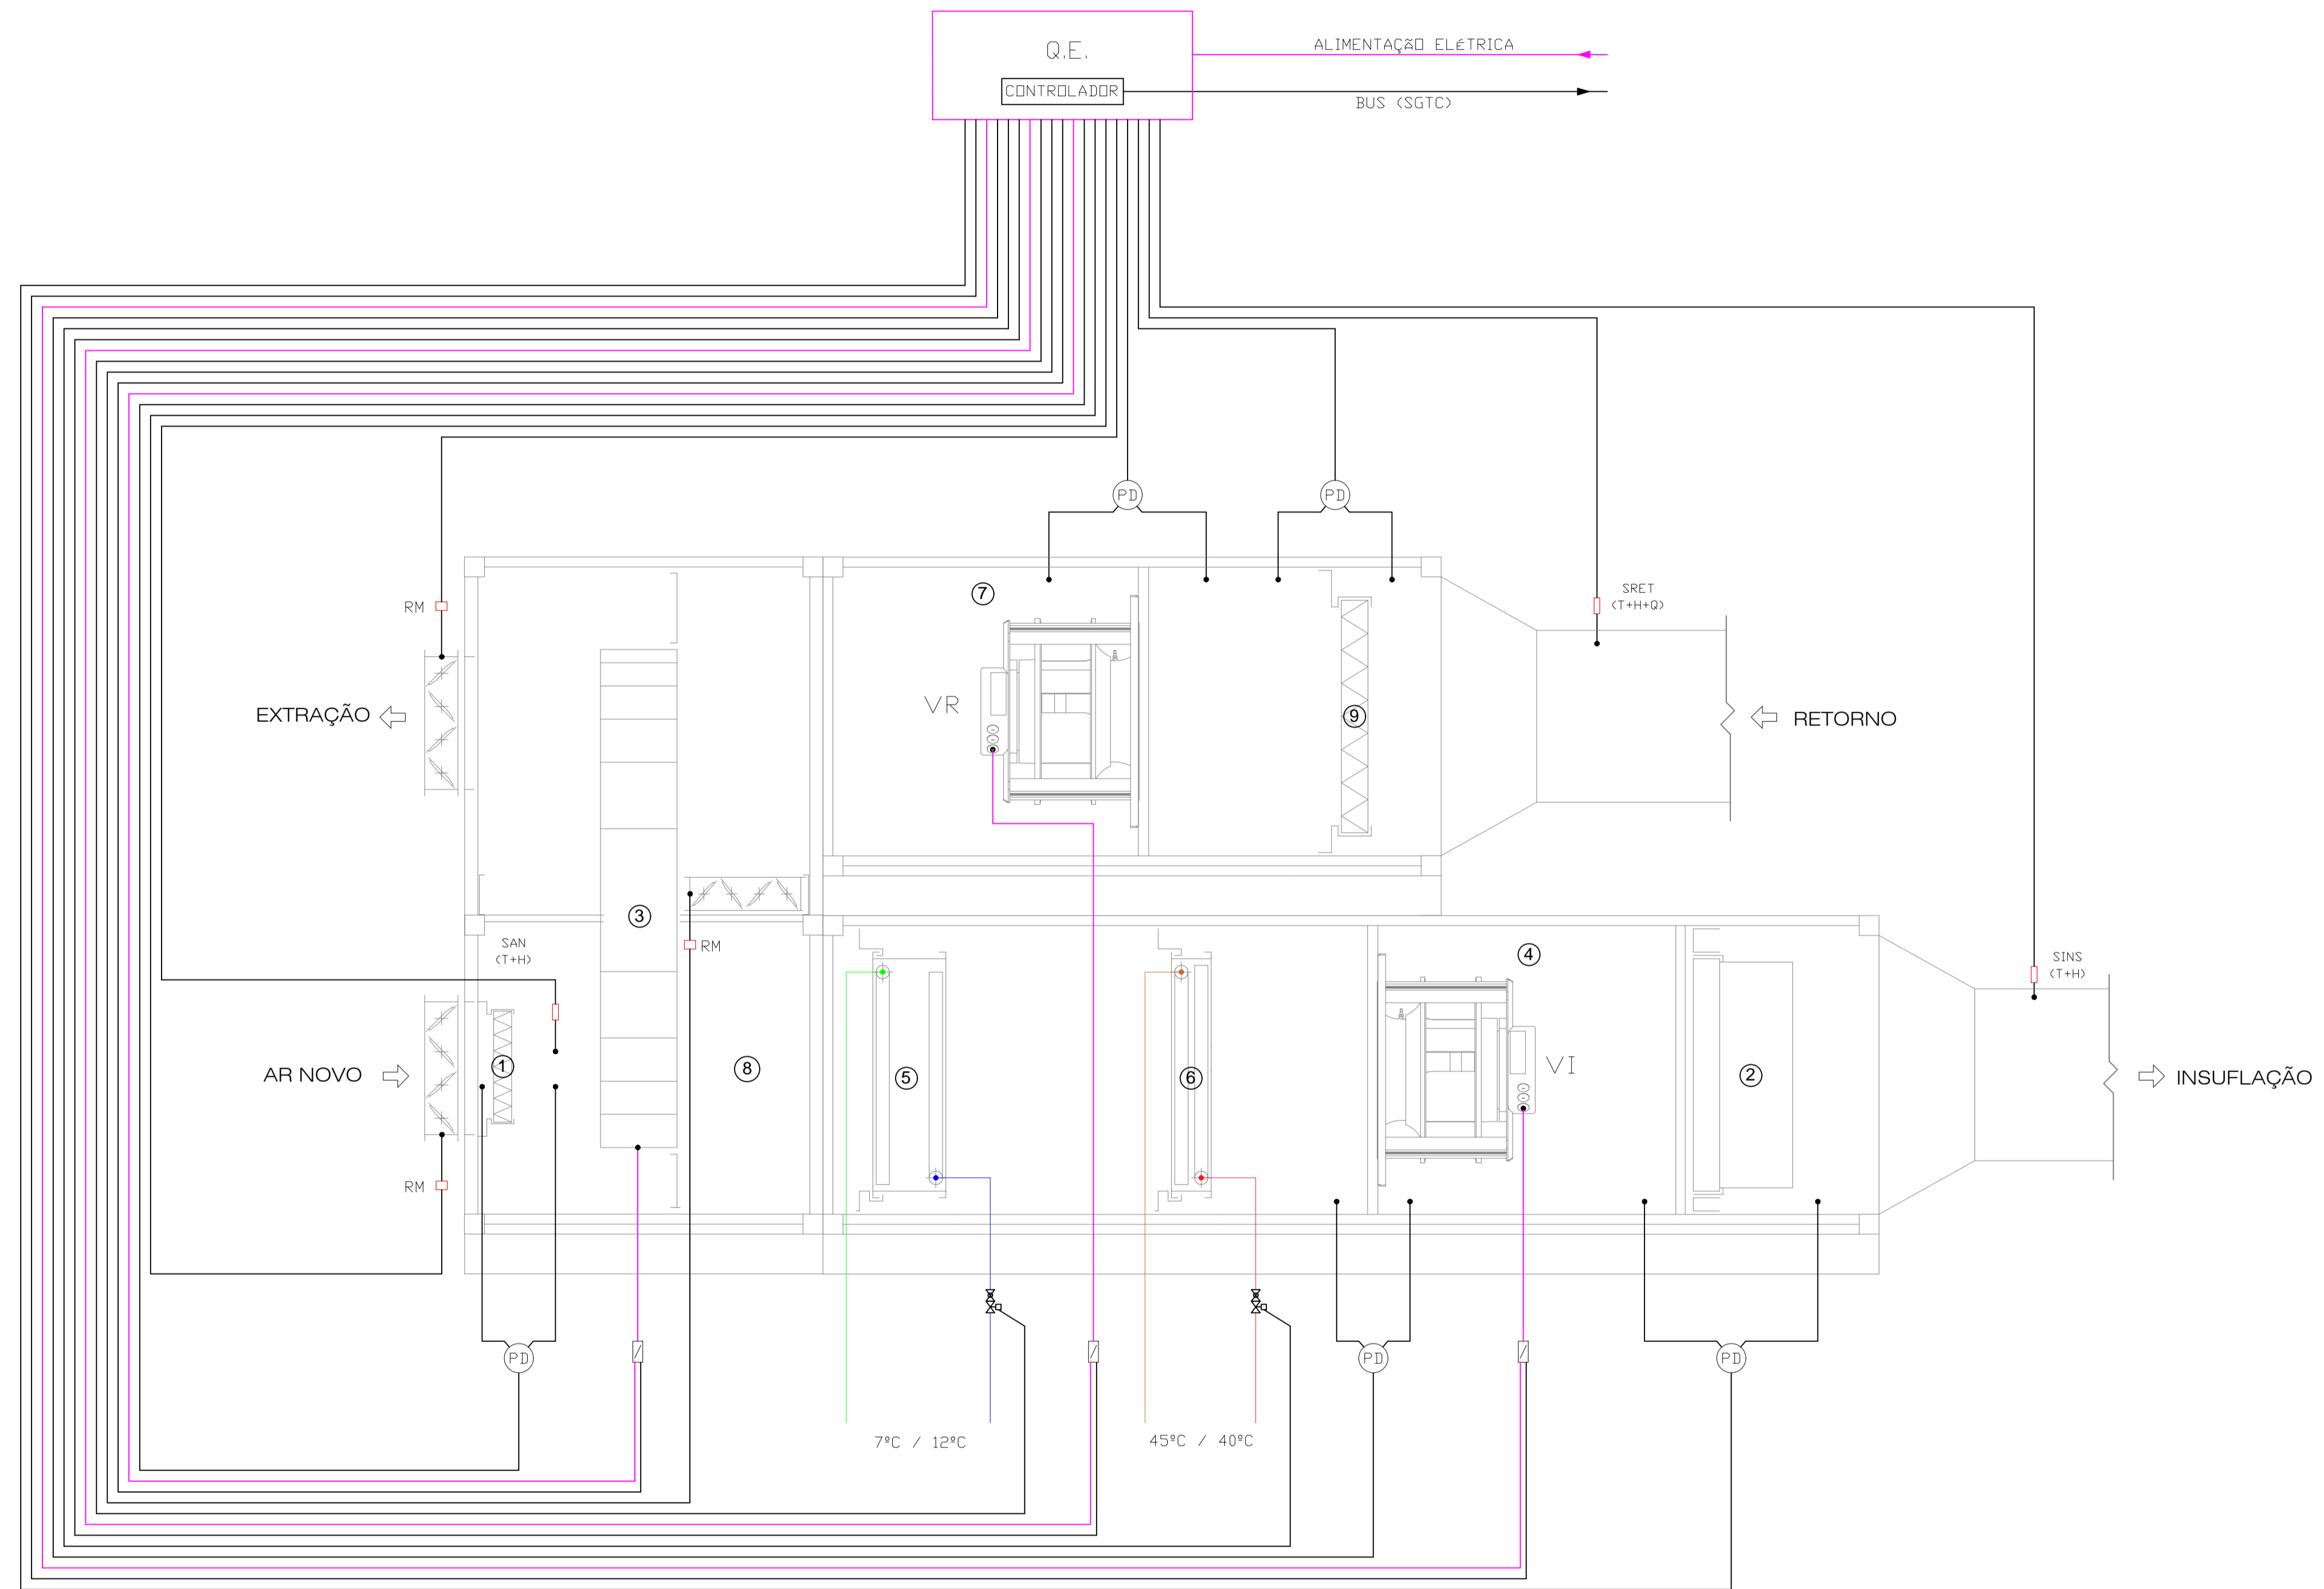 Q.E.
ALIMENTAÇÃO ELÉTRICA
CONTROLADOR
BUS (SGTC)
PD
PD
7
SRET
(T+H+Q)
RM
VR
EXTRAÇÃO
9
RETORNO
3
SAN
(T+H)
RM
4
SINS
(T+H)
AR NOVO
1
8
5
6
VI
2
INSUFLAÇÃO
RM
PD
PD
PD
7ºC / 12ºC
45ºC / 40ºC